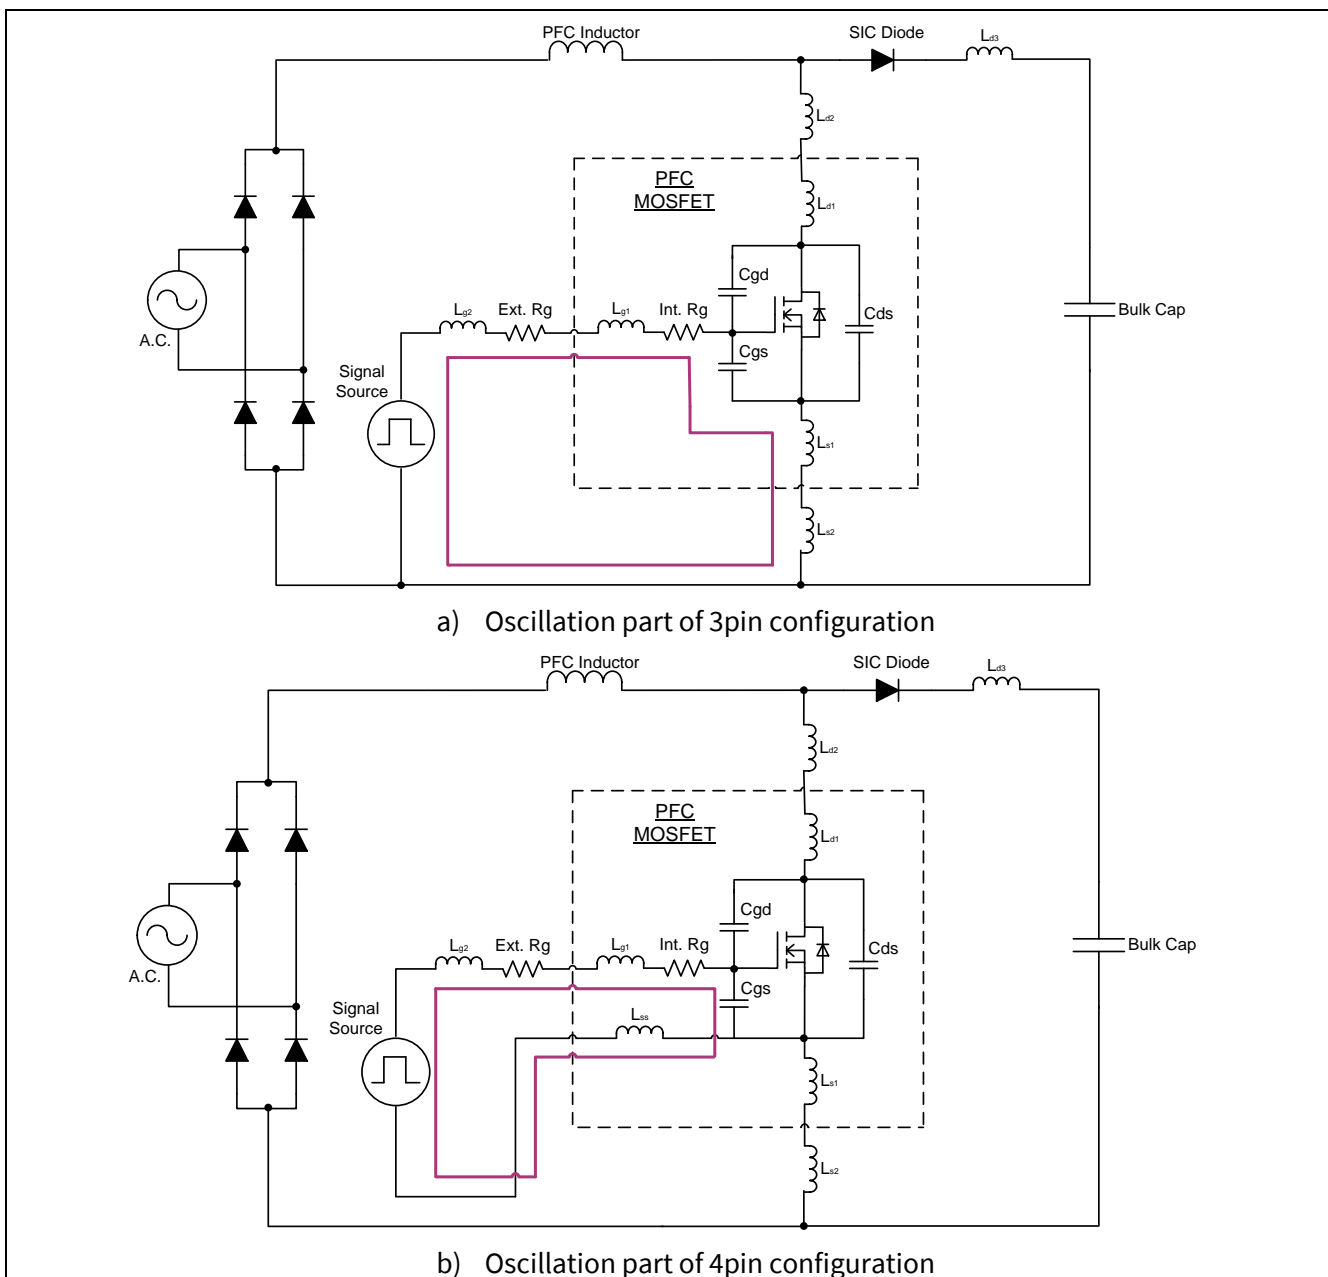 PFC Inductor
SIC Diode
Ld3
Ld2
PFC
MOSFET
Ld1
Cgd
Lg2
Ext. Rg
Lg1
Int. Rg
Cds
Bulk Cap
A.C.
Cgs
Signal
Source
Ls1
Ls2
a) Oscillation part of 3pin configuration
PFC Inductor
SIC Diode
Ld3
Ld2
PFC
MOSFET
Ld1
Cgd
Lg2
Ext. Rg
Lg1
Int. Rg
Cds
Bulk Cap
A.C.
Cgs
Signal
Source
Lss
Ls1
Ls2
b) Oscillation part of 4pin configuration